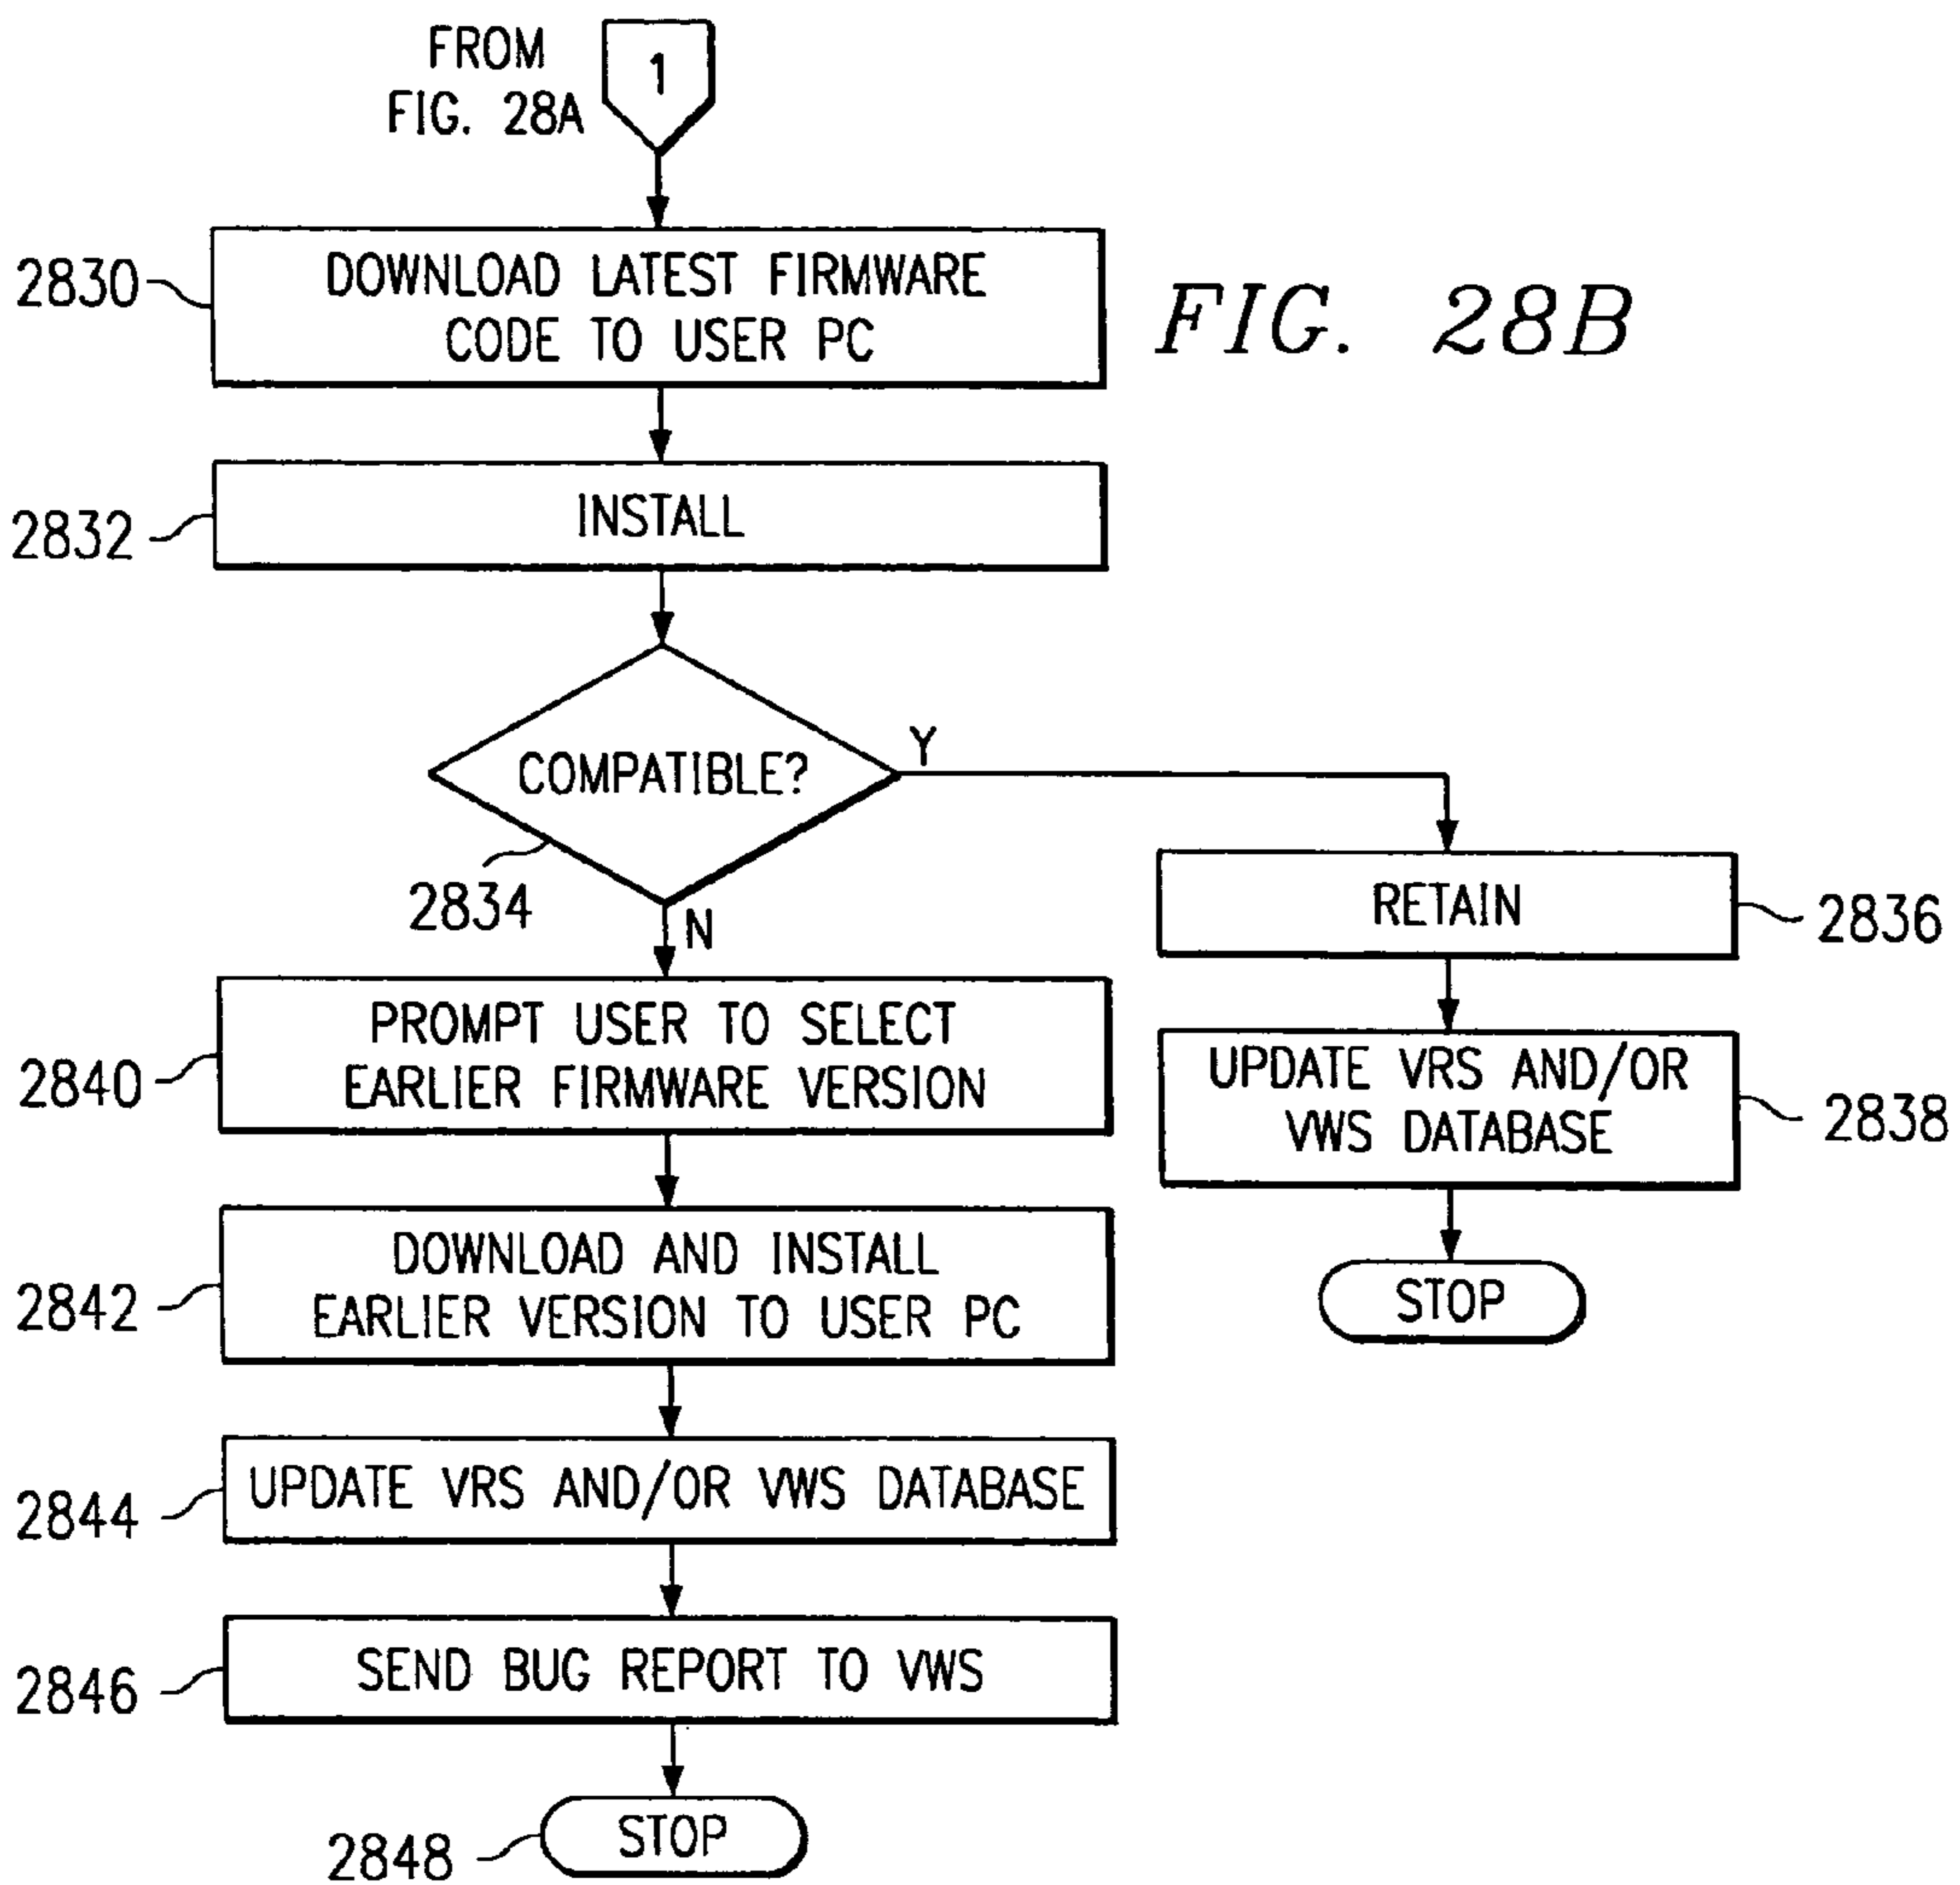 FROM
FIG. 28A
1
2830
DOWNLOAD LATEST FIRMWARE
CODE TO USER PC
FIG. 28B
2832
INSTALL
COMPATIBLE?
Y
2834
N
RETAIN
2836
2840
PROMPT USER TO SELECT
EARLIER FIRMWARE VERSION
UPDATE VRS AND/OR
VWS DATABASE
2838
2842
DOWNLOAD AND INSTALL
EARLIER VERSION TO USER PC
STOP
2844
UPDATE VRS AND/OR VWS DATABASE
2846
SEND BUG REPORT TO VWS
2848
STOP